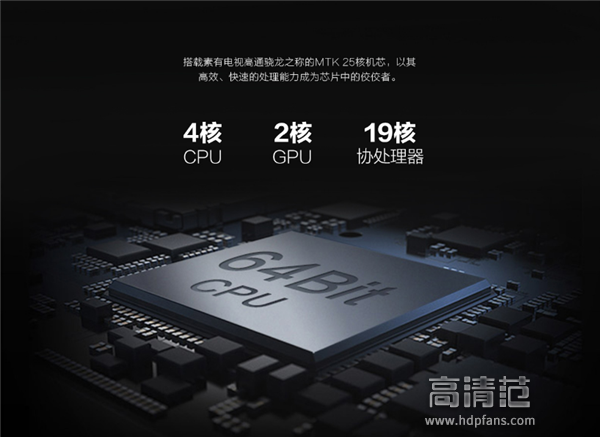 搭载素有电视高通骁龙之称的MTK 25核机芯，以其
高效、快速的处理能力成为芯片中的佼佼者。
4核
CPU
2核
GPU
19核
协处理器
64Bit
CPU
高清范
www.hdpfans.com